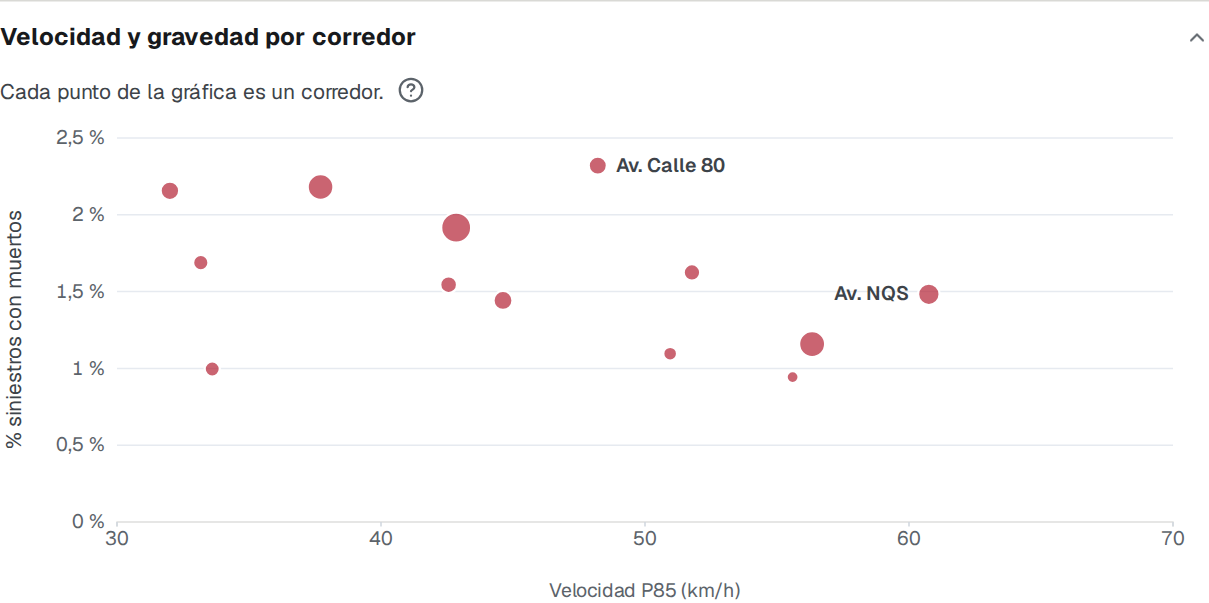 Velocidad y gravedad por corredor
Cada punto de la gráfica es un corredor. ?
% siniestros con muertos
2,5 %
2 %
1,5 %
1 %
0,5 %
0 %
Av. Calle 80
Av. NQS
30 40 50 60 70
Velocidad P85 (km/h)